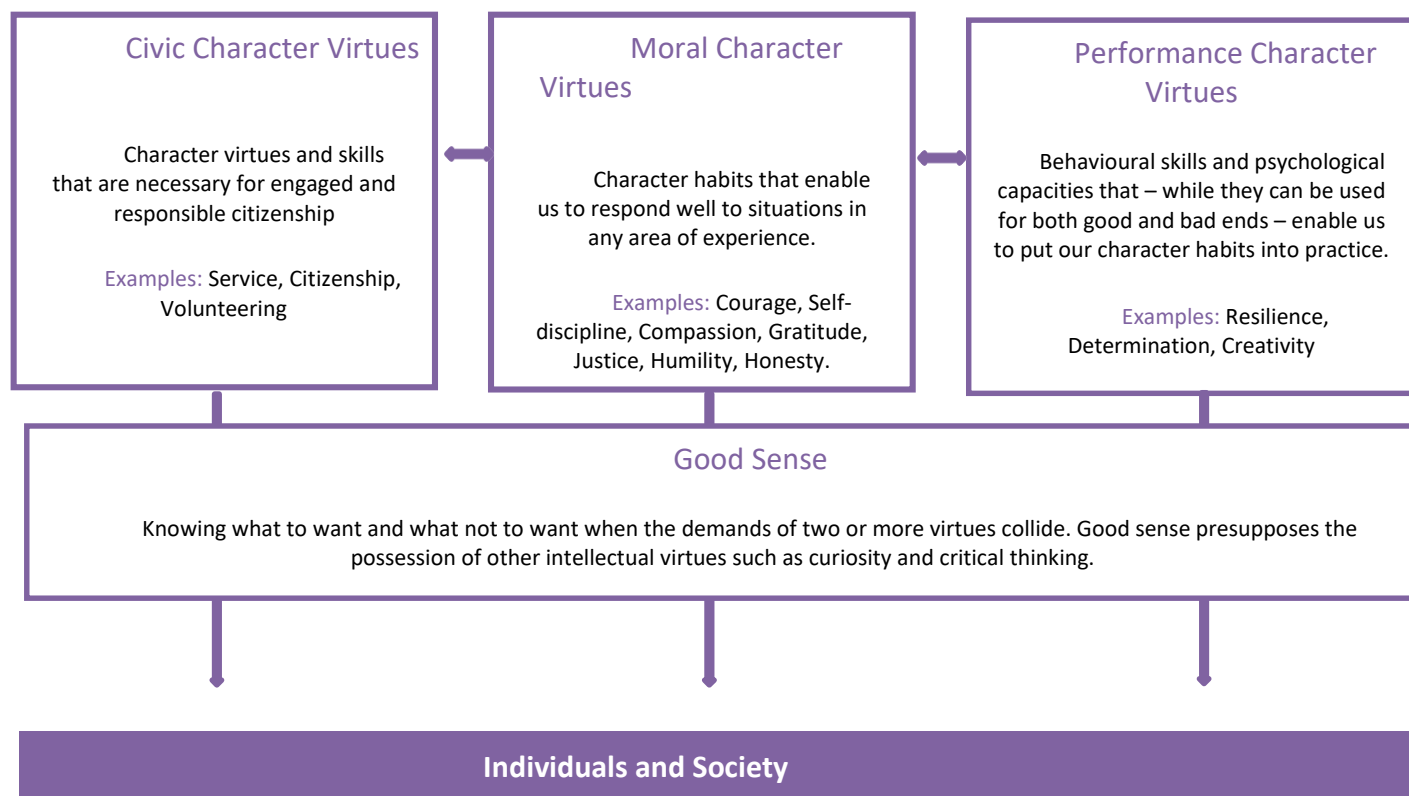 Civic Character Virtues
Character virtues and skills
that are necessary for engaged and
responsible citizenship
Examples: Service, Citizenship,
Volunteering
Moral Character
Virtues
Character habits that enable
us to respond well to situations in
any area of experience.
Examples: Courage, Self-
discipline, Compassion, Gratitude,
Justice, Humility, Honesty.
Performance Character
Virtues
Behavioural skills and psychological
capacities that – while they can be used
for both good and bad ends – enable us
to put our character habits into practice.
Examples: Resilience,
Determination, Creativity
Good Sense
Knowing what to want and what not to want when the demands of two or more virtues collide. Good sense presupposes the
possession of other intellectual virtues such as curiosity and critical thinking.
Individuals and Society